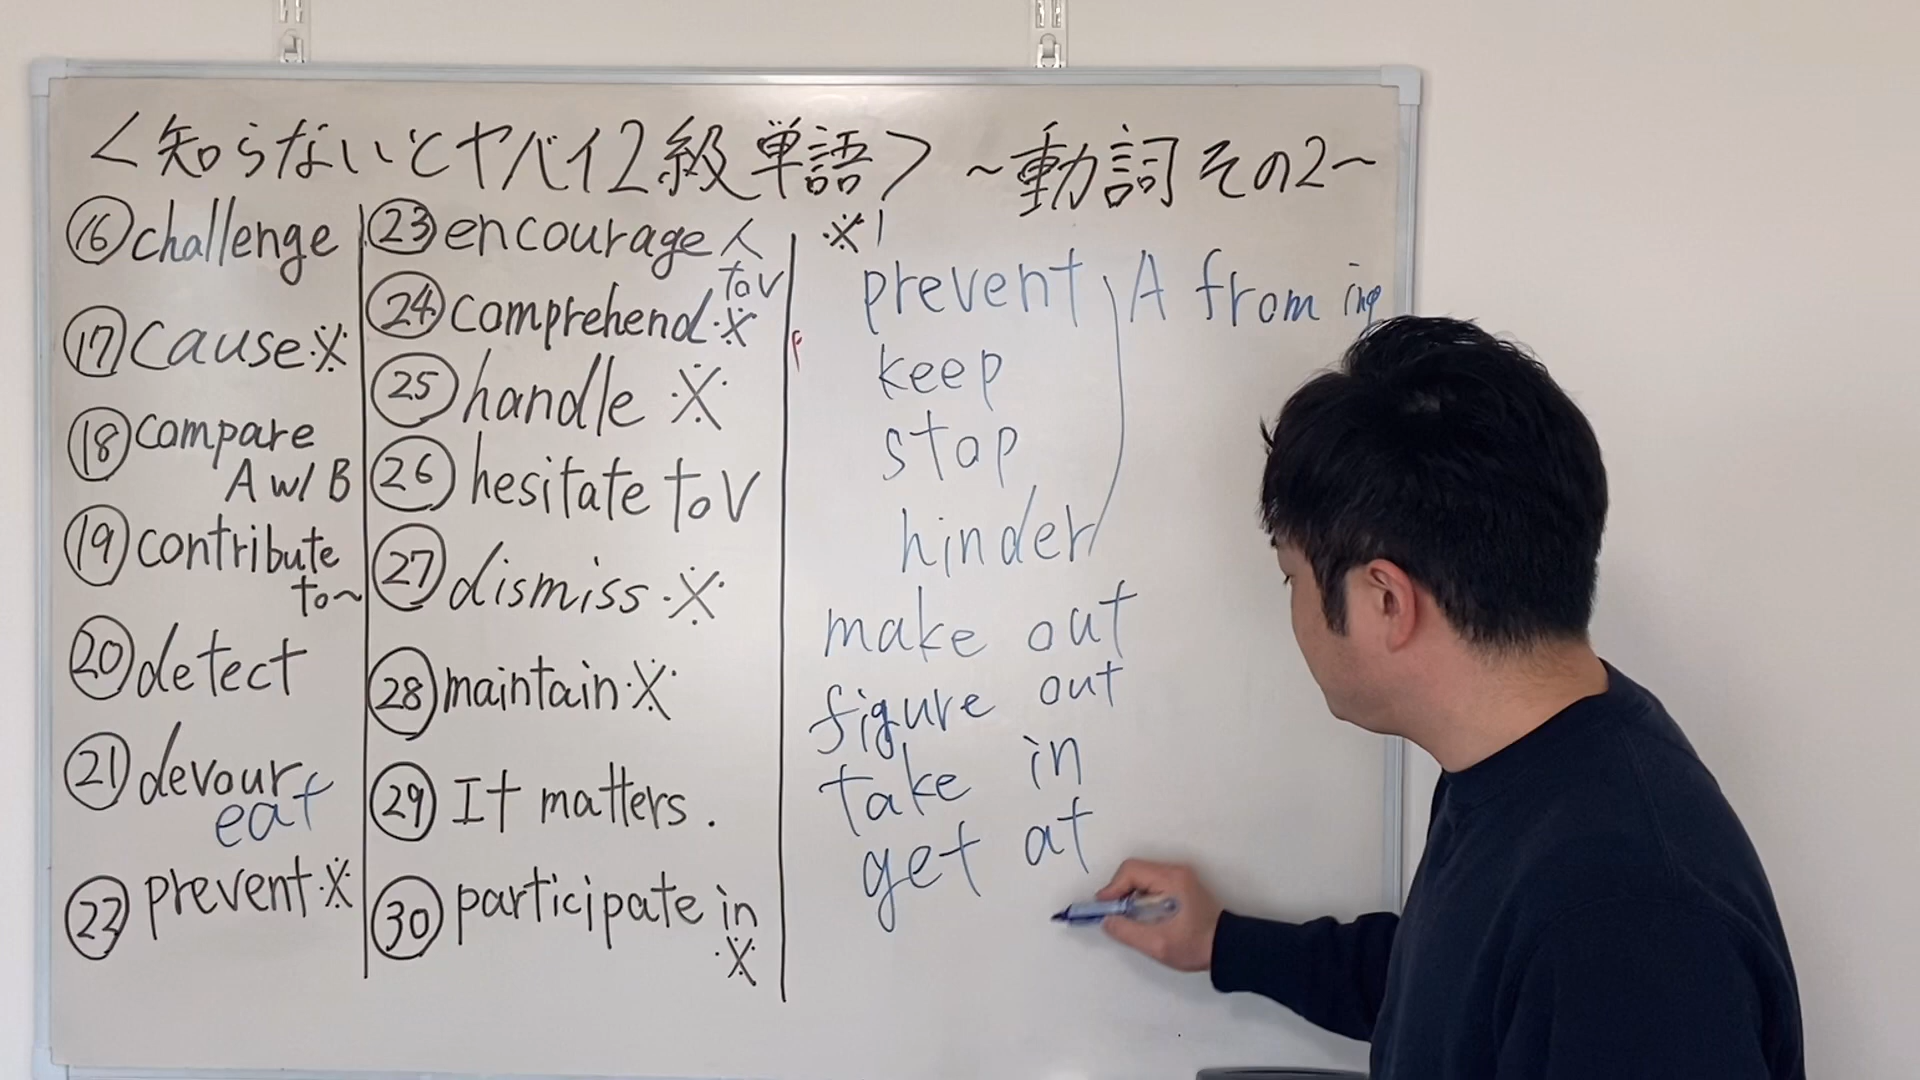 ＜知らないとヤバイ2級単語＞ ～動詞その2～
⑯challenge
⑰cause※
⑱compare
A w/ B
⑲contribute
to～
⑳detect
㉑devour
eat
㉒prevent※
㉓encourage 人
to V
㉔comprehend※
㉕handle ※
㉖hesitate to V
㉗dismiss※
㉘maintain※
㉙It matters.
㉚participate in
※
※1
prevent A from ing
keep
stop
hinder
make out
figure out
take in
get at